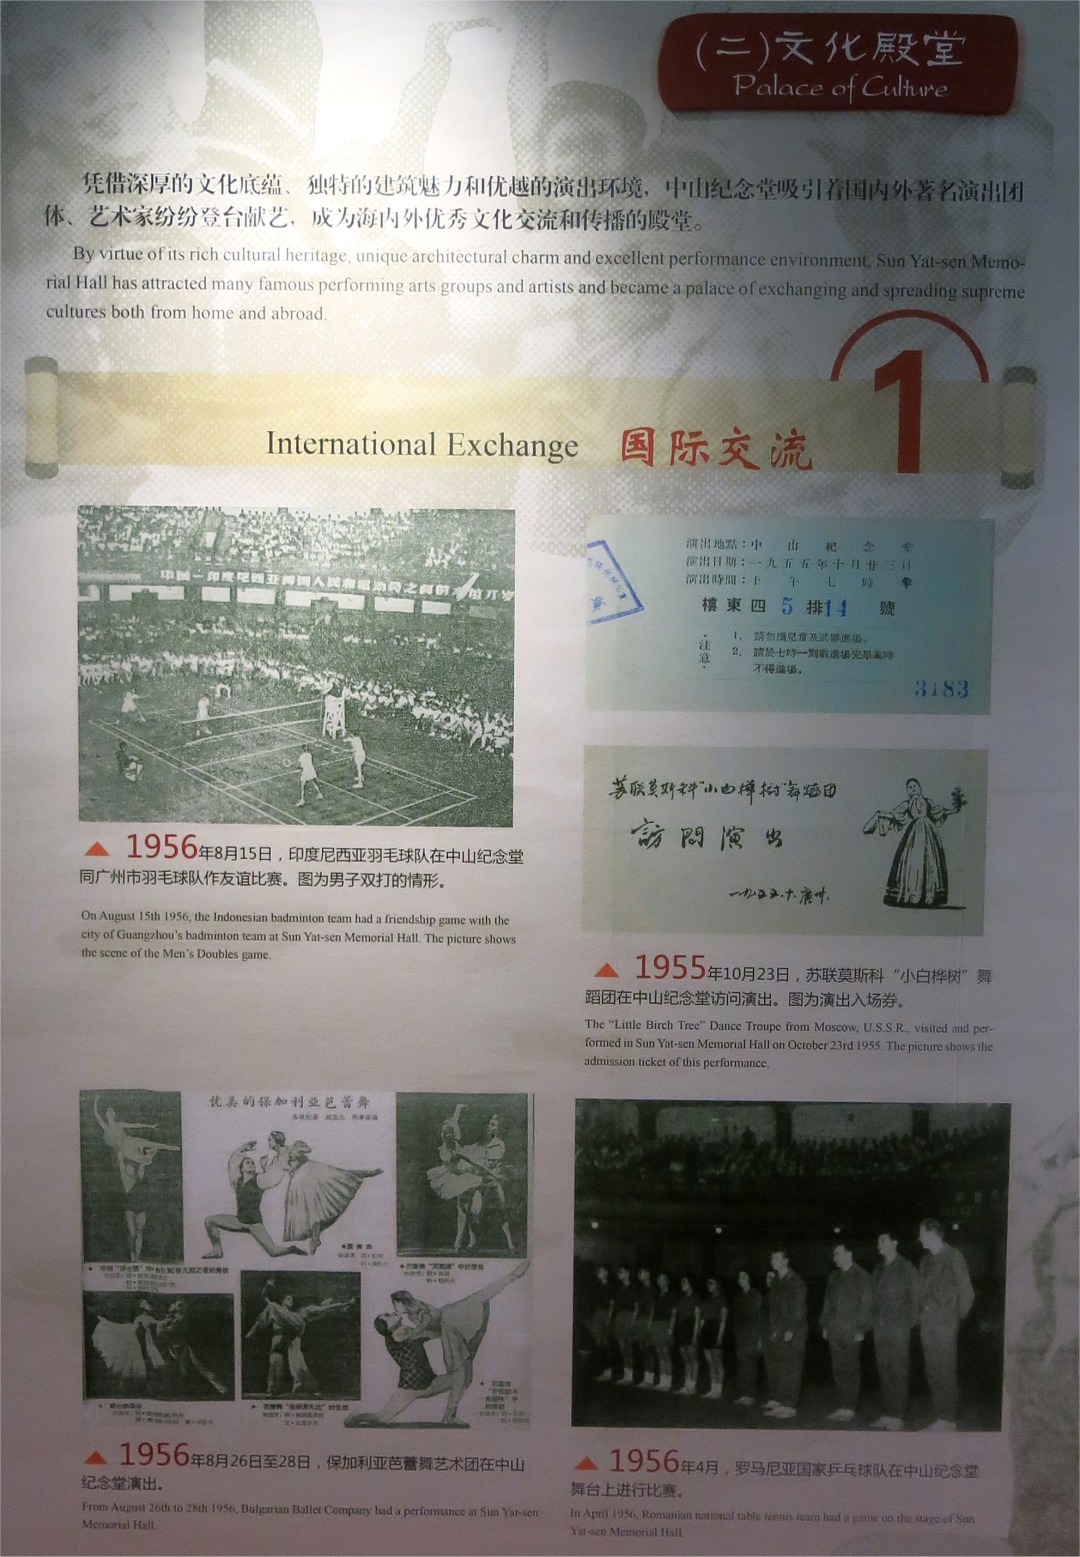 (二)文化殿堂
Palace of Culture
凭借深厚的文化底蕴、独特的建筑魅力和优越的演出环境，中山纪念堂吸引着国内外著名演出团
体、艺术家纷纷登台献艺，成为海内外优秀文化交流和传播的殿堂。
By virtue of its rich cultural heritage, unique architectural charm and excellent performance environment, Sun Yat-sen Memo-
rial Hall has attracted many famous performing arts groups and artists and became a palace of exchanging and spreading supreme
cultures both from home and abroad.
1
International Exchange 国际交流
演出地點：中山紀念堂
演出日期：一九五五年十月廿三日
演出時間：下午七時半
樓東四 5 排14 號
·注意·
1. 請勿攜兒童及武器進場。
2. 請於七時一刻前進場完畢逾時
不得進場。
3183
苏联莫斯科"小白樺树"舞蹈团
訪問演出
一九五五.十.廣州.
1956年8月15日，印度尼西亚羽毛球队在中山纪念堂
同广州市羽毛球队作友谊比赛。图为男子双打的情形。
On August 15th 1956, the Indonesian badminton team had a friendship game with the
city of Guangzhou's badminton team at Sun Yat-sen Memorial Hall. The picture shows
the scene of the Men's Doubles game.
1955年10月23日，苏联莫斯科“小白桦树”舞
蹈团在中山纪念堂访问演出。图为演出入场券。
The “Little Birch Tree” Dance Troupe from Moscow, U.S.S.R., visited and per-
formed in Sun Yat-sen Memorial Hall on October 23rd 1955. The picture shows the
admission ticket of this performance.
优美的保加利亚芭蕾舞
1956年8月26日至28日，保加利亚芭蕾舞艺术团在中山
纪念堂演出。
From August 26th to 28th 1956, Bulgarian Ballet Company had a performance at Sun Yat-sen
Memorial Hall.
1956年4月，罗马尼亚国家乒乓球队在中山纪念堂
舞台上进行比赛。
In April 1956, Romanian national table tennis team had a game on the stage of Sun
Yat-sen Memorial Hall.